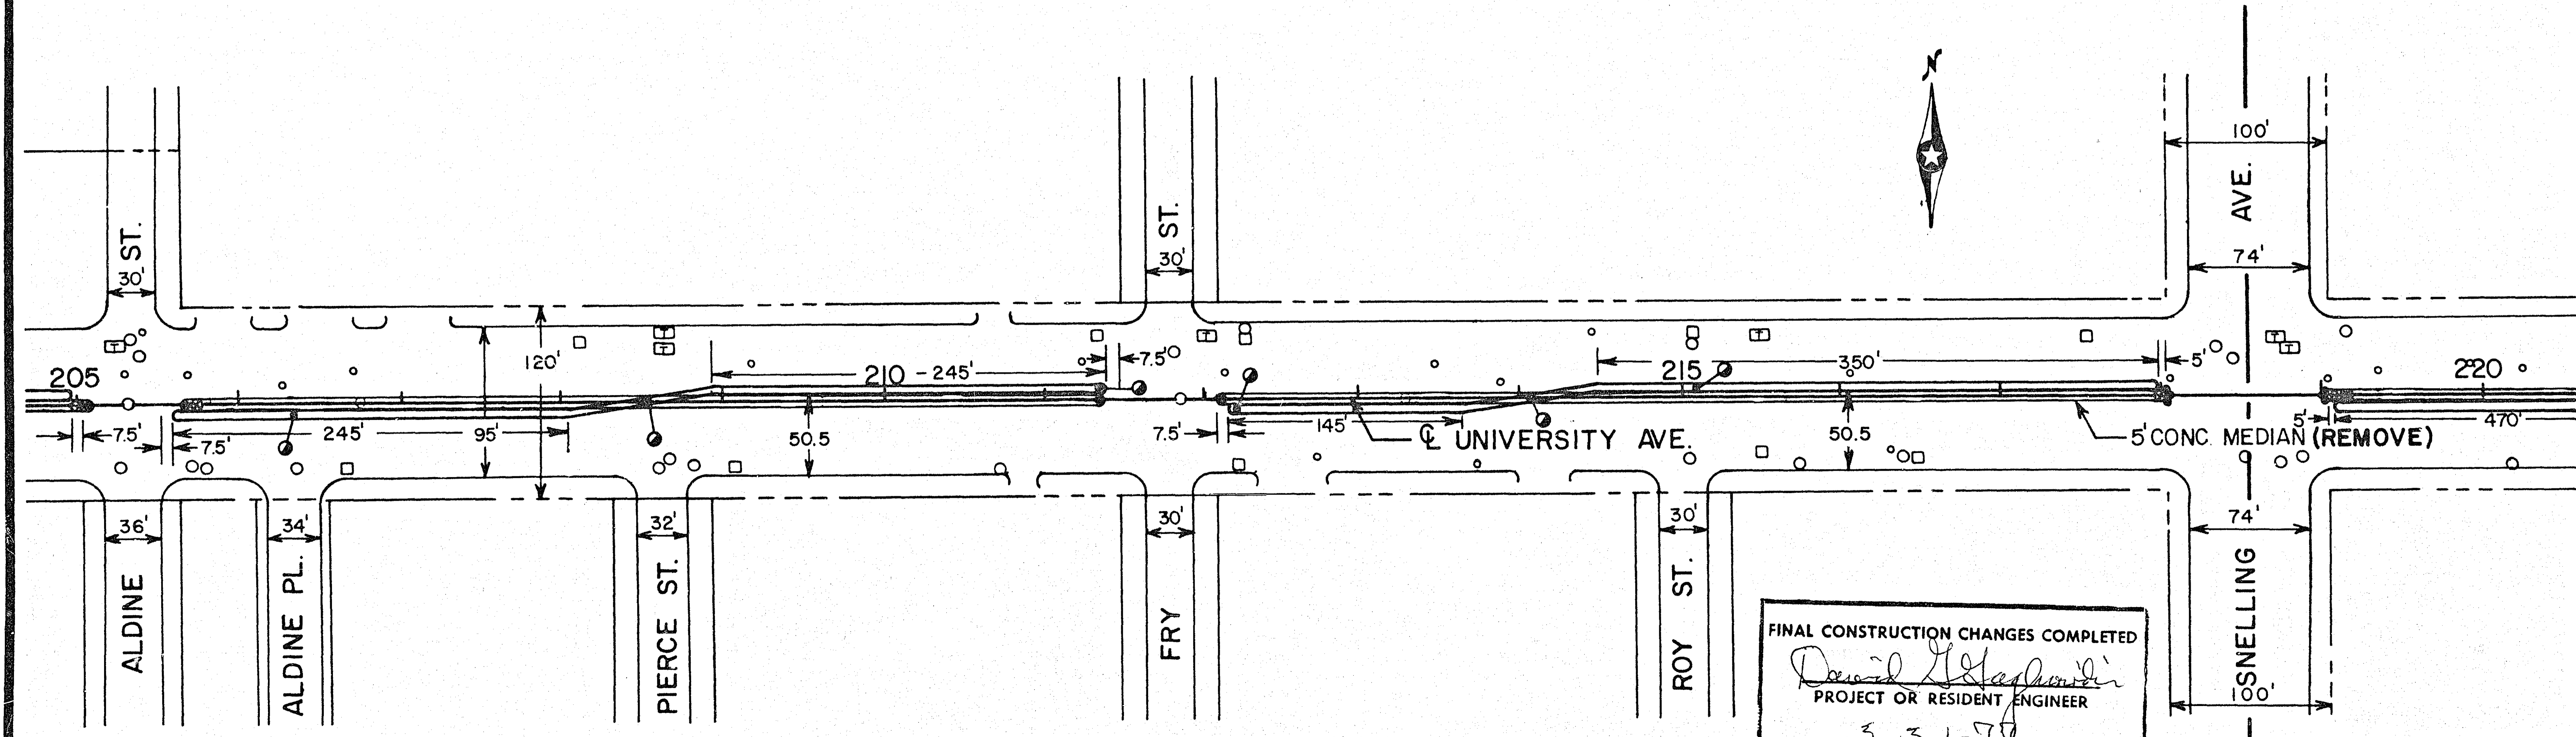 N
100'
AVE.
74'
ST.
30'
ST.
30'
120'
7.5'
205
210 - 245'
215
350'
5'
220
7.5'
7.5'
245'
95'
50.5
7.5'
145'
℄ UNIVERSITY AVE.
50.5
5' CONC. MEDIAN (REMOVE)
5'
470'
T
T
T
T
T
T
T
36'
34'
32'
30'
30'
74'
ALDINE
ALDINE PL.
PIERCE ST.
FRY
ROY ST.
SNELLING
100'
FINAL CONSTRUCTION CHANGES COMPLETED
David G
PROJECT OR RESIDENT ENGINEER